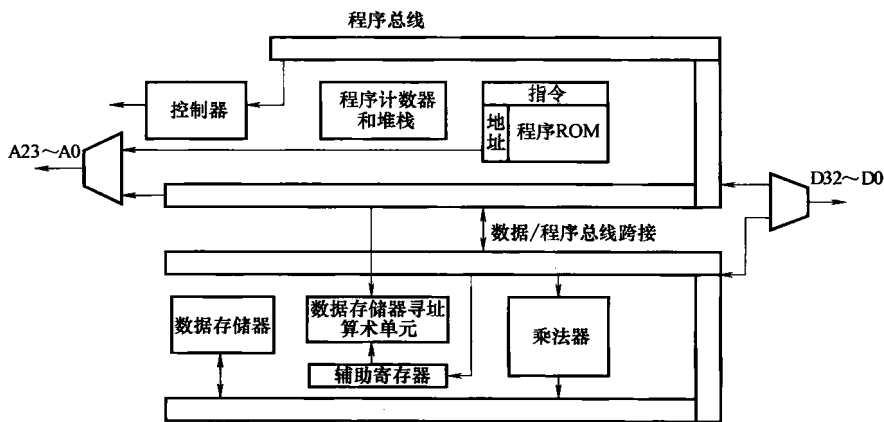 程序总线
控制器
程序计数器
和堆栈
指令
地
址
程序ROM
A23～A0
D32～D0
数据/程序总线跨接
数据存储器
数据存储器寻址
算术单元
辅助寄存器
乘法器